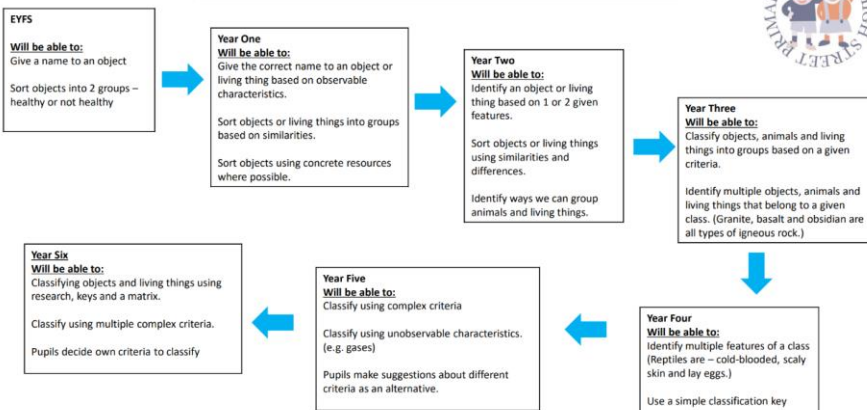 EYFS
Will be able to:
Give a name to an object
Sort objects into 2 groups –
healthy or not healthy
Year One
Will be able to:
Give the correct name to an object or
living thing based on observable
characteristics.
Sort objects or living things into groups
based on similarities.
Sort objects using concrete resources
where possible.
Year Two
Will be able to:
Identify an object or living
thing based on 1 or 2 given
features.
Sort objects or living things
using similarities and
differences.
Identify ways we can group
animals and living things.
Year Three
Will be able to:
Classify objects, animals and living
things into groups based on a given
criteria.
Identify multiple objects, animals and
living things that belong to a given
class. (Granite, basalt and obsidian are
all types of igneous rock.)
Year Four
Will be able to:
Identify multiple features of a class
(Reptiles are – cold-blooded, scaly
skin and lay eggs.)
Use a simple classification key
Year Five
Will be able to:
Classify using complex criteria
Classify using unobservable characteristics.
(e.g. gases)
Pupils make suggestions about different
criteria as an alternative.
Year Six
Will be able to:
Classifying objects and living things using
research, keys and a matrix.
Classify using multiple complex criteria.
Pupils decide own criteria to classify
STREET